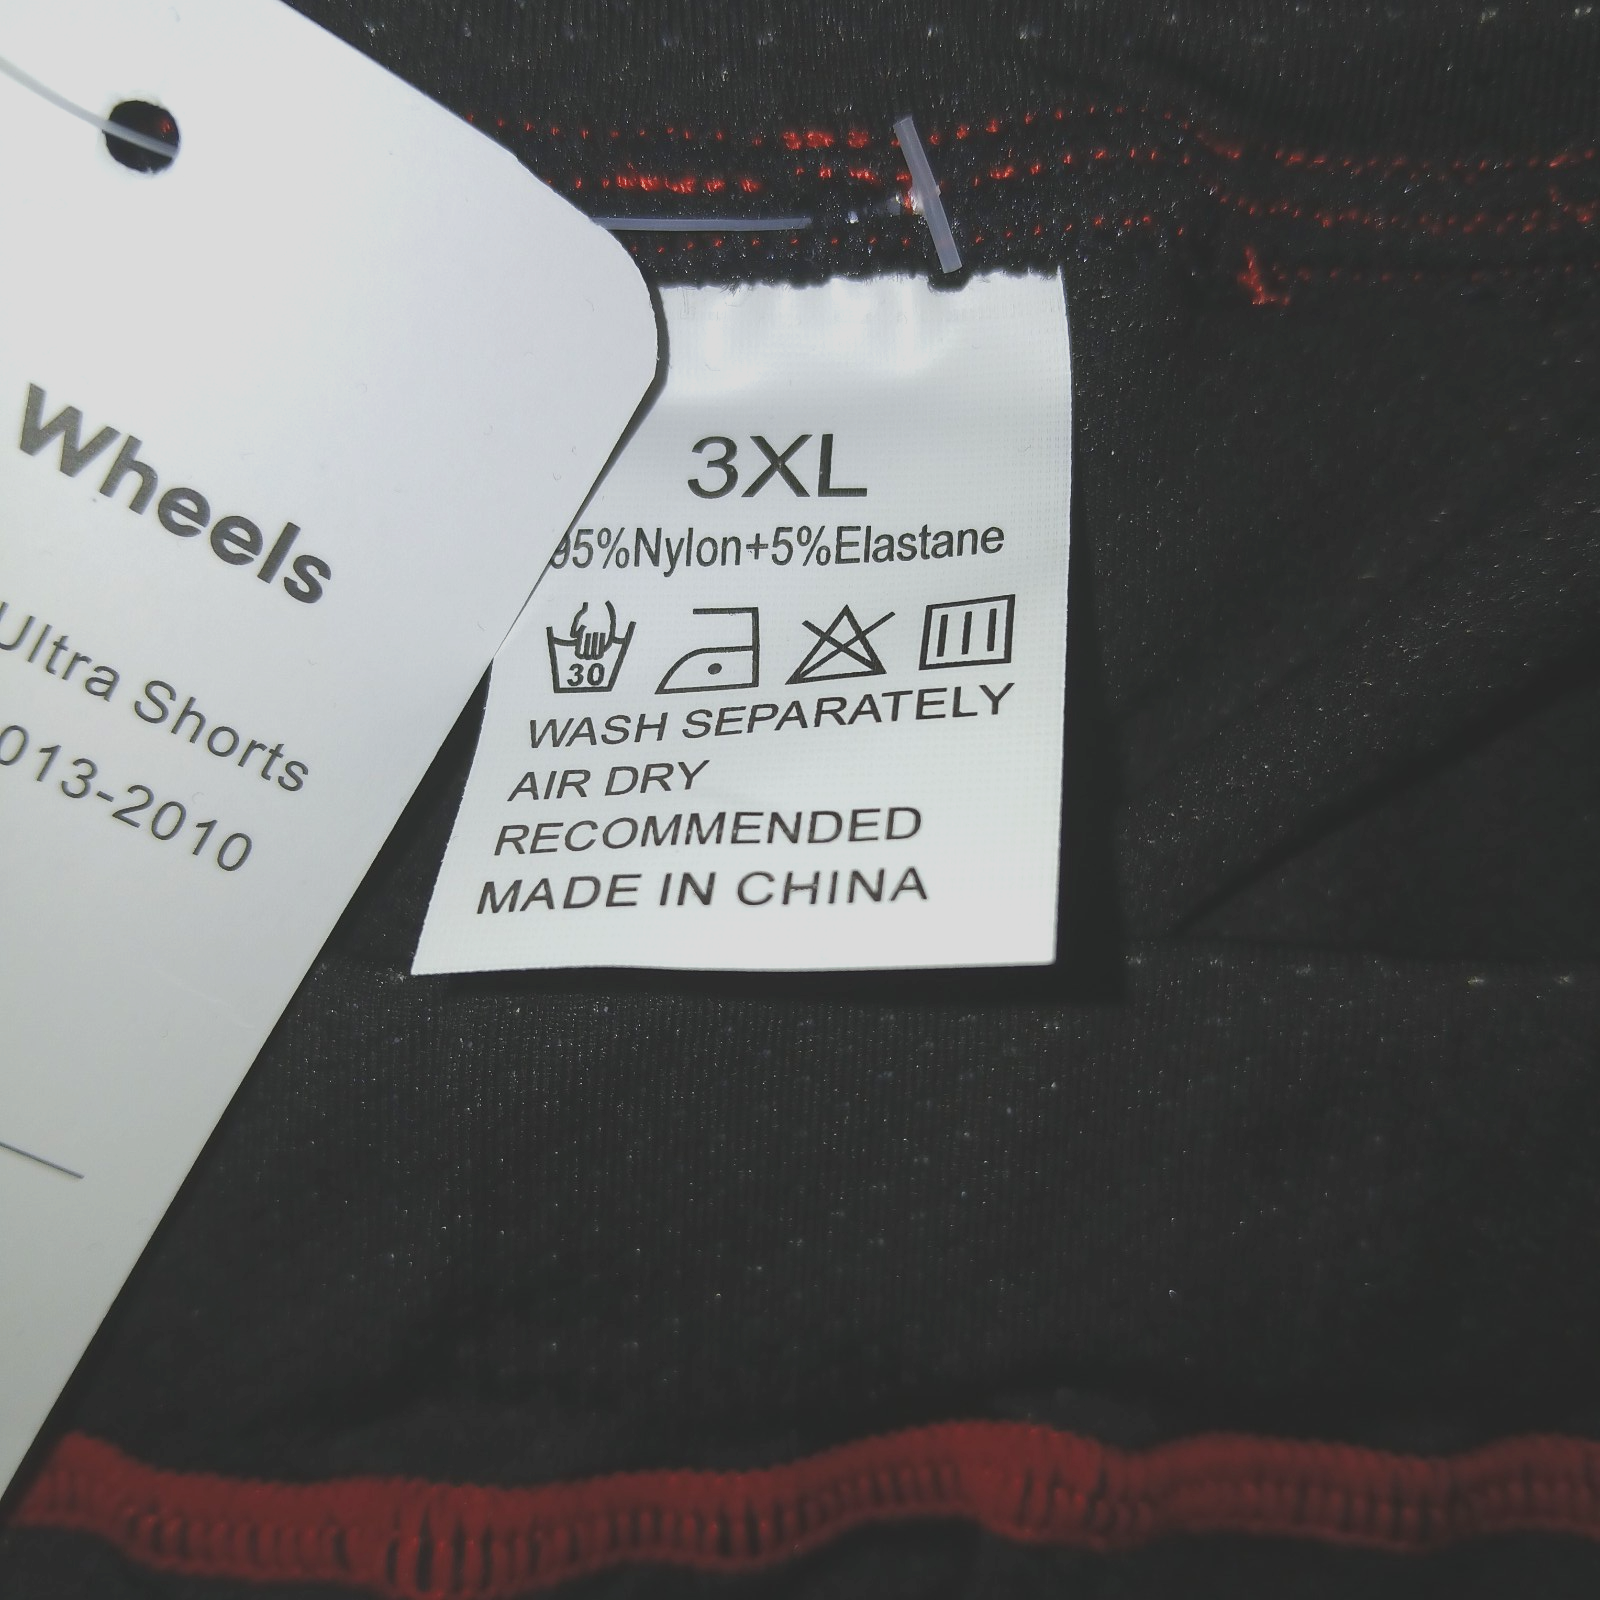 Wheels
Ultra Shorts
013-2010
3XL
95%Nylon+5%Elastane
30
WASH SEPARATELY
AIR DRY
RECOMMENDED
MADE IN CHINA